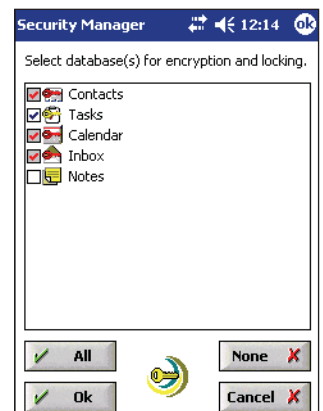 Security Manager 12:14 ok
Select database(s) for encryption and locking.
Contacts
Tasks
Calendar
Inbox
Notes
All
None
Ok
Cancel